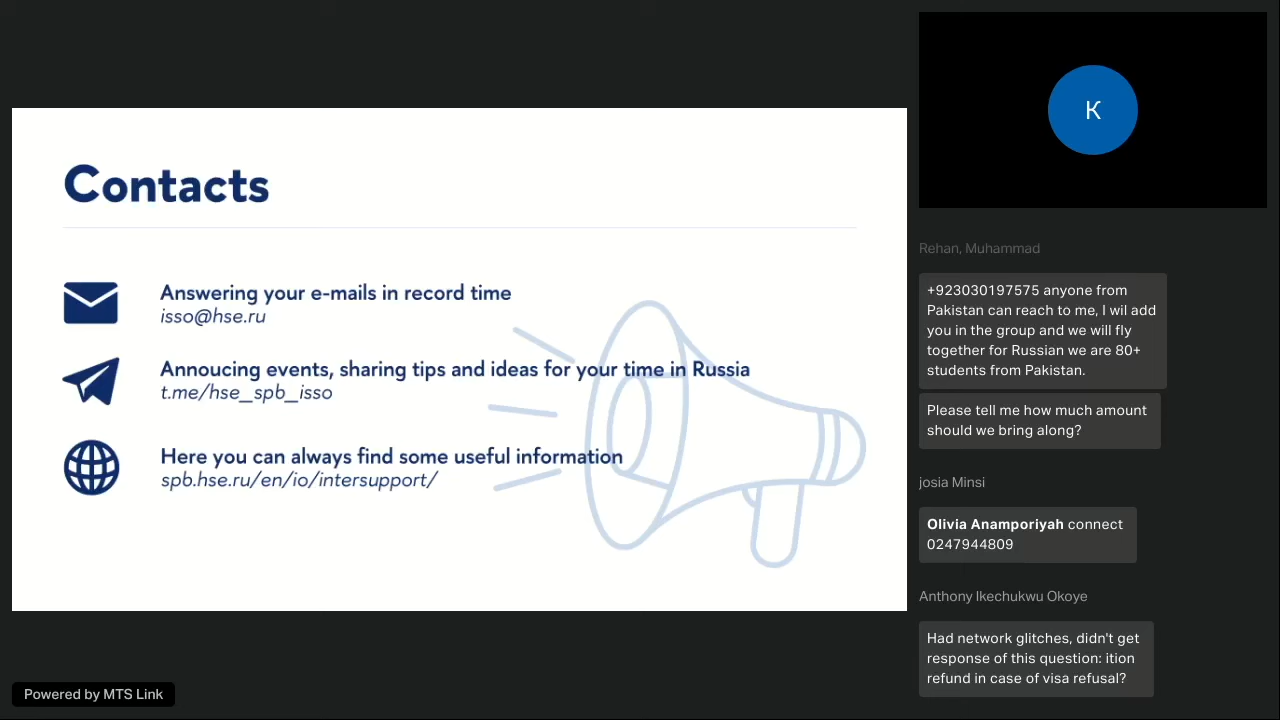 Contacts
Answering your e-mails in record time
isso@hse.ru
Annoucing events, sharing tips and ideas for your time in Russia
t.me/hse_spb_isso
Here you can always find some useful information
spb.hse.ru/en/io/intersupport/
Powered by MTS Link
K
Rehan, Muhammad
+923030197575 anyone from
Pakistan can reach to me, I wil add
you in the group and we will fly
together for Russian we are 80+
students from Pakistan.
Please tell me how much amount
should we bring along?
josia Minsi
Olivia Anamporiyah connect
0247944809
Anthony Ikechukwu Okoye
Had network glitches, didn't get
response of this question: ition
refund in case of visa refusal?